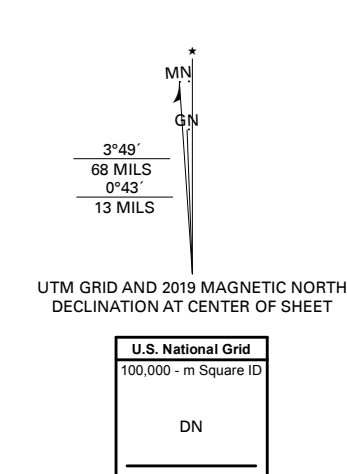 ★
MN
GN
3°49´
68 MILS
0°43´
13 MILS
UTM GRID AND 2019 MAGNETIC NORTH
DECLINATION AT CENTER OF SHEET
U.S. National Grid
100,000 - m Square ID
DN